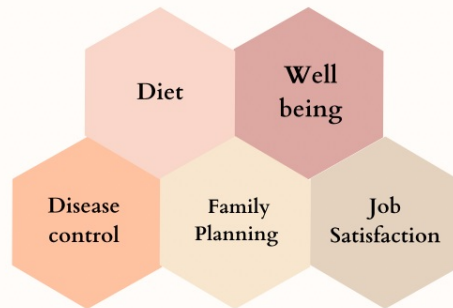 Diet
Well
being
Disease
control
Family
Planning
Job
Satisfaction